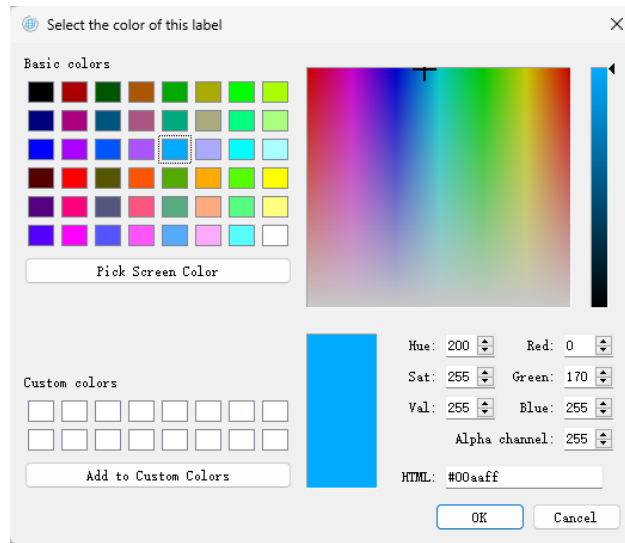 Select the color of this label
Basic colors
Pick Screen Color
Hue: 200 Red: 0
Sat: 255 Green: 170
Val: 255 Blue: 255
Alpha channel: 255
HTML: #00aaff
Custom colors
Add to Custom Colors
OK Cancel